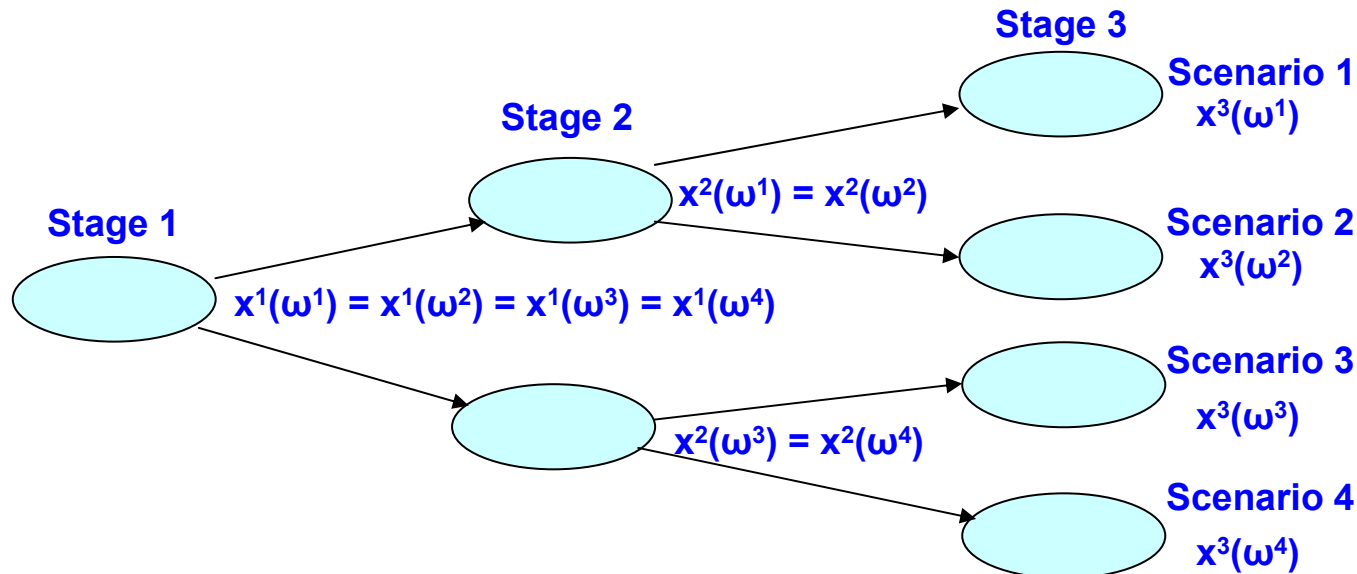 Stage 3
Scenario 1
x³(ω¹)
Stage 2
x²(ω¹) = x²(ω²)
Stage 1
Scenario 2
x³(ω²)
x¹(ω¹) = x¹(ω²) = x¹(ω³) = x¹(ω⁴)
Scenario 3
x³(ω³)
x²(ω³) = x²(ω⁴)
Scenario 4
x³(ω⁴)